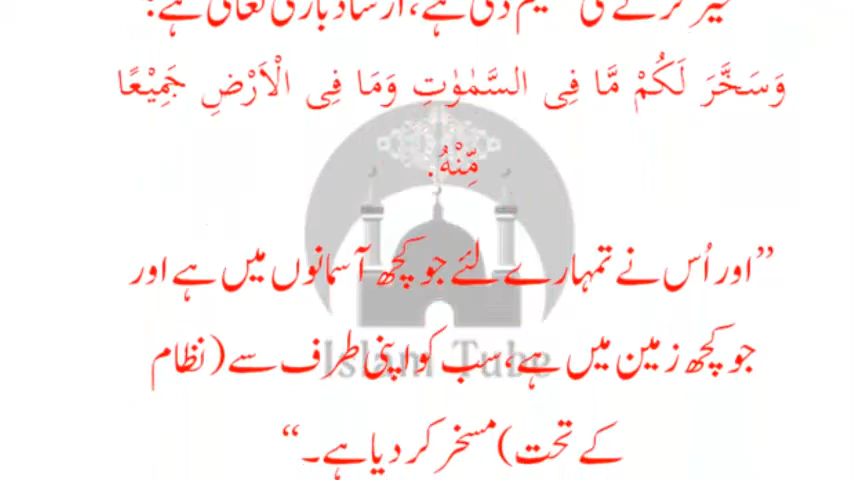 کرنے کی تعلیم دی ہے، ارشاد باری تعالیٰ ہے:
وَسَخَّرَ لَكُمْ مَّا فِی السَّمٰوٰتِ وَمَا فِی الْاَرْضِ جَمِیْعًا
مِّنْهُ.
”اور اُس نے تمہارے لئے جو کچھ آسمانوں میں ہے اور
جو کچھ زمین میں ہے، سب کو اپنی طرف سے (نظام
کے تحت) مسخر کر دیا ہے۔“
Islam Tube